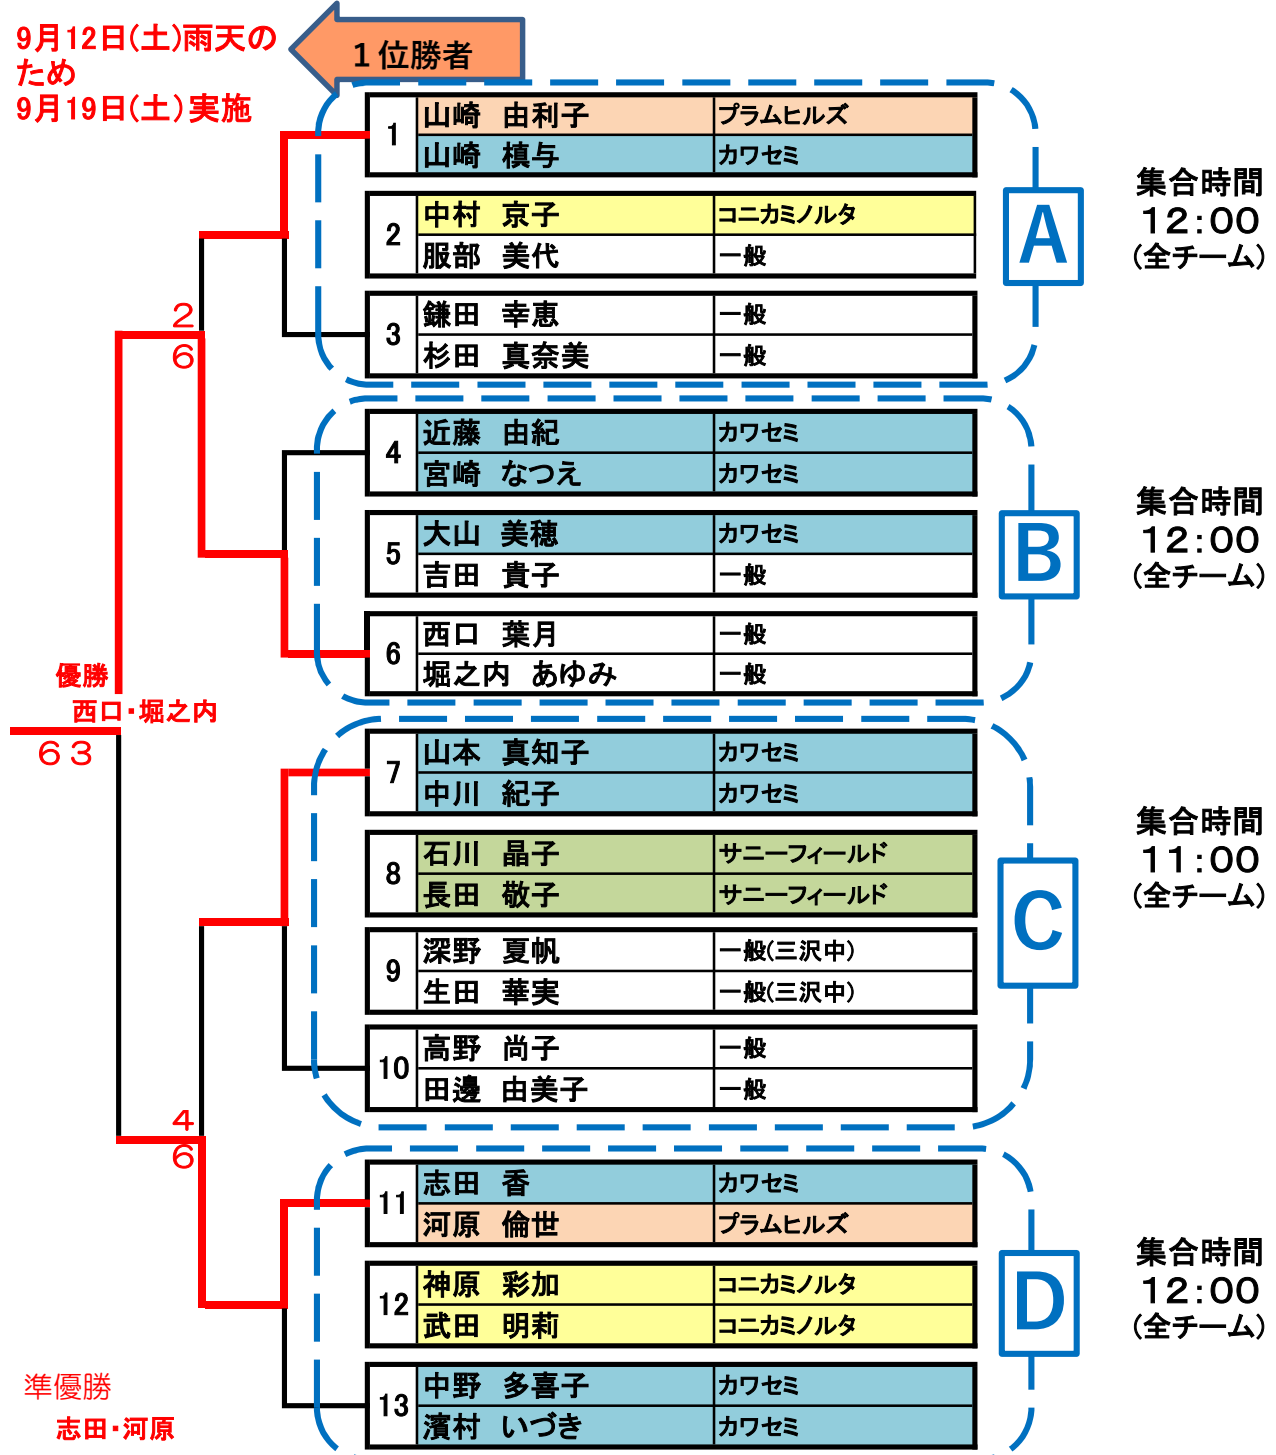 9月12日(土)雨天の
ため
9月19日(土)実施
１位勝者
1
山崎 由利子 プラムヒルズ
山崎 槙与 カワセミ
2
中村 京子 コニカミノルタ
服部 美代 一般
3
鎌田 幸恵 一般
杉田 真奈美 一般
A
集合時間
12：00
(全チーム)
2
6
4
近藤 由紀 カワセミ
宮崎 なつえ カワセミ
5
大山 美穂 カワセミ
吉田 貴子 一般
6
西口 葉月 一般
堀之内 あゆみ 一般
B
集合時間
12：00
(全チーム)
優勝
西口・堀之内
６３
7
山本 真知子 カワセミ
中川 紀子 カワセミ
8
石川 晶子 サニーフィールド
長田 敬子 サニーフィールド
9
深野 夏帆 一般(三沢中)
生田 華実 一般(三沢中)
10
高野 尚子 一般
田邊 由美子 一般
C
集合時間
11：00
(全チーム)
4
6
11
志田 香 カワセミ
河原 倫世 プラムヒルズ
12
神原 彩加 コニカミノルタ
武田 明莉 コニカミノルタ
13
中野 多喜子 カワセミ
濱村 いづき カワセミ
D
集合時間
12：00
(全チーム)
準優勝
志田・河原